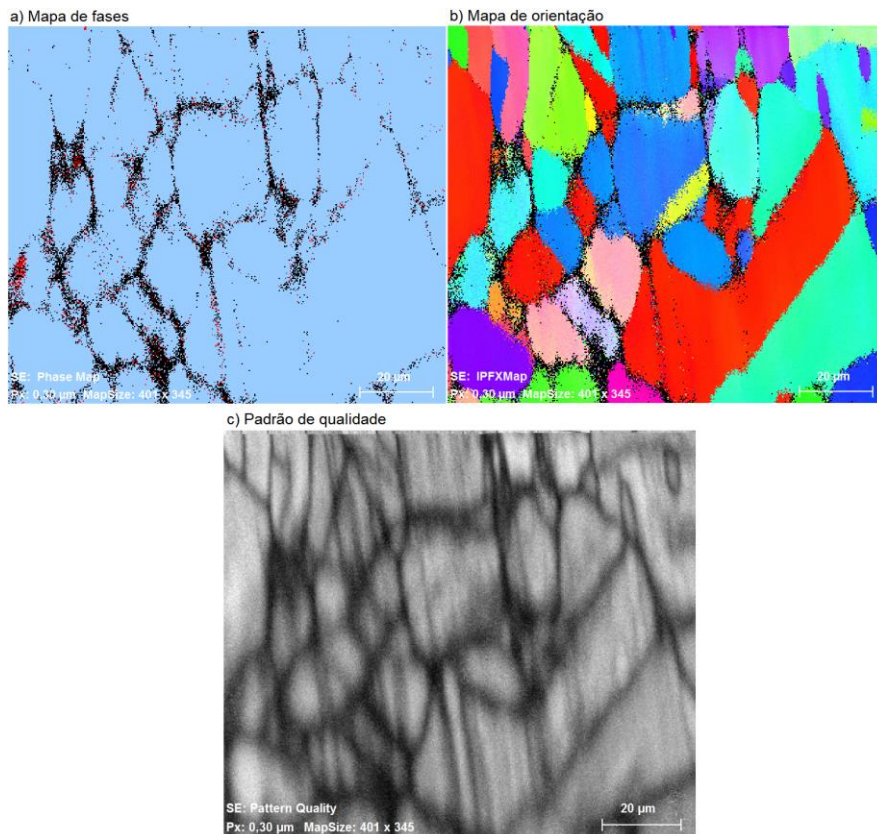 a) Mapa de fases
b) Mapa de orientação
SE: Phase Map
20 µm
Px: 0,30 µm MapSize: 401 x 345
SE: IPFXMap
20 µm
Px: 0,30 µm MapSize: 401 x 345
c) Padrão de qualidade
SE: Pattern Quality
20 µm
Px: 0,30 µm MapSize: 401 x 345